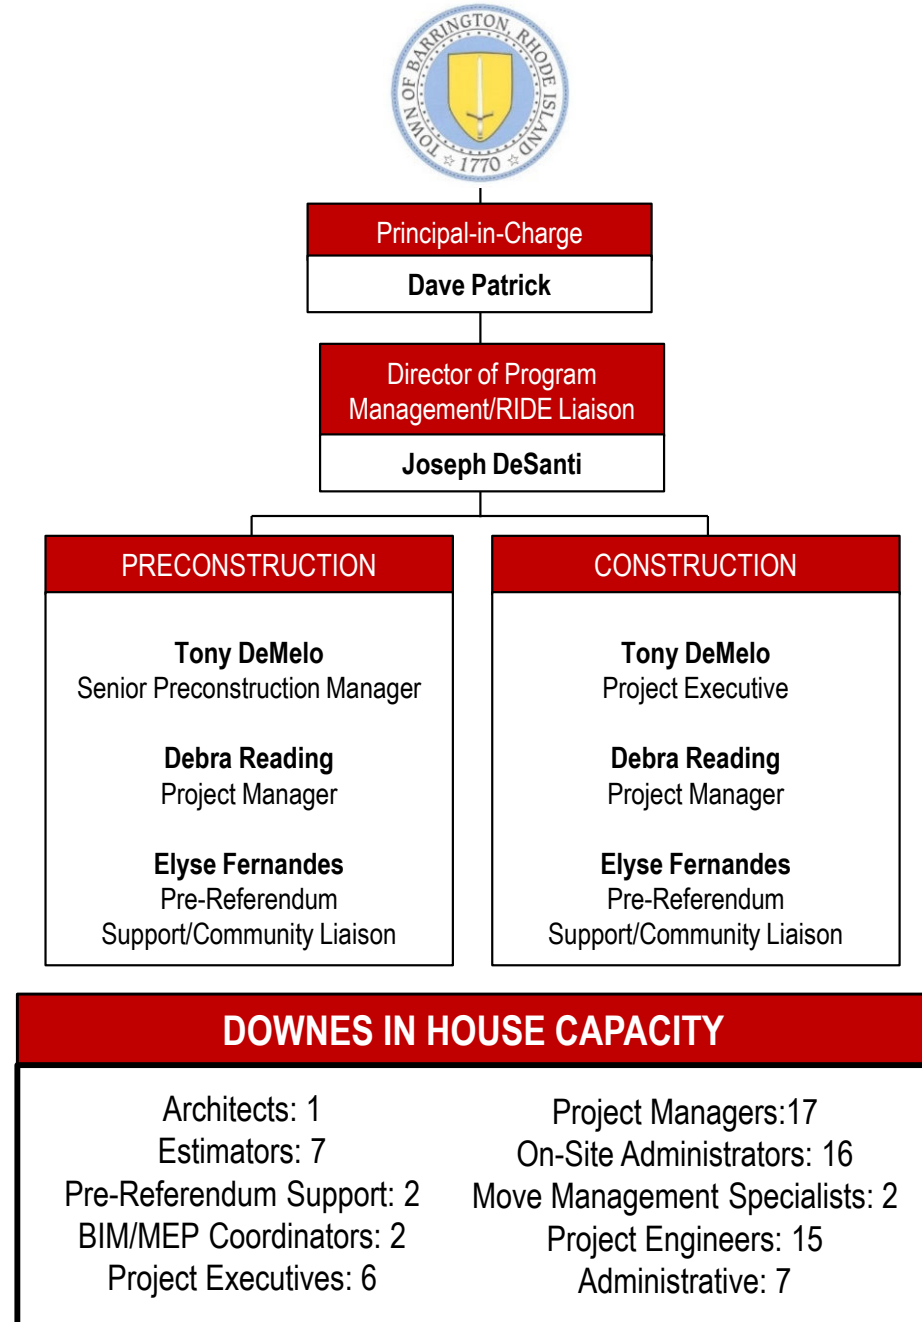 TOWN OF BARRINGTON, RHODE ISLAND
☆ 1770 ☆
Principal-in-Charge
Dave Patrick
Director of Program
Management/RIDE Liaison
Joseph DeSanti
PRECONSTRUCTION
Tony DeMelo
Senior Preconstruction Manager
Debra Reading
Project Manager
Elyse Fernandes
Pre-Referendum
Support/Community Liaison
CONSTRUCTION
Tony DeMelo
Project Executive
Debra Reading
Project Manager
Elyse Fernandes
Pre-Referendum
Support/Community Liaison
DOWNES IN HOUSE CAPACITY
Architects: 1
Estimators: 7
Pre-Referendum Support: 2
BIM/MEP Coordinators: 2
Project Executives: 6
Project Managers:17
On-Site Administrators: 16
Move Management Specialists: 2
Project Engineers: 15
Administrative: 7